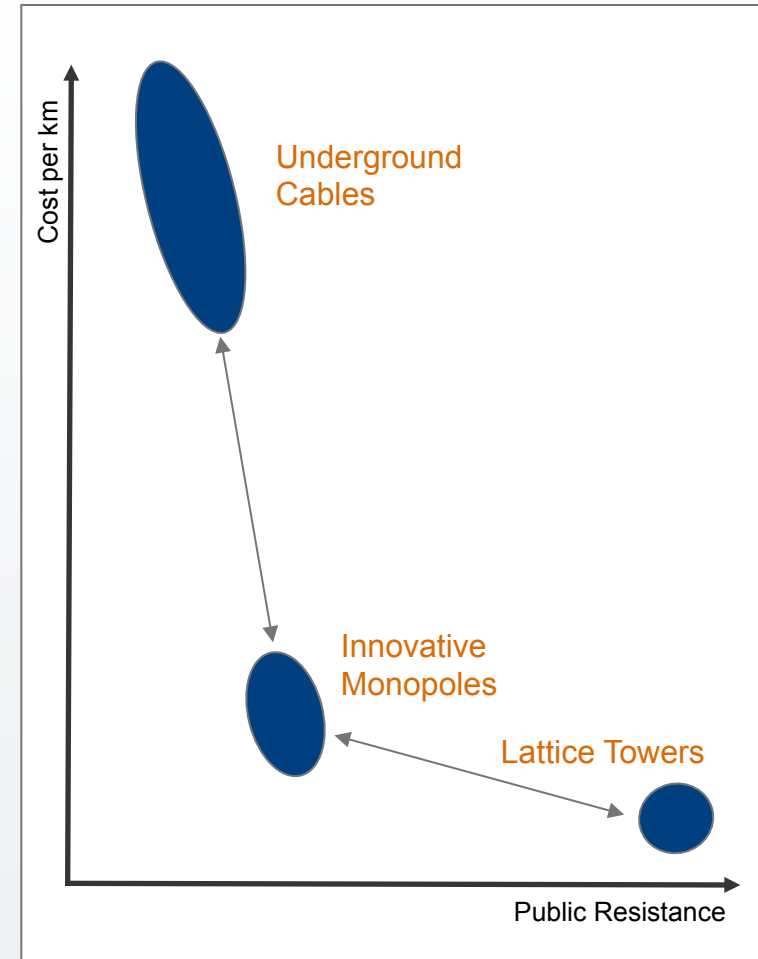 Cost per km
Underground
Cables
Innovative
Monopoles
Lattice Towers
Public Resistance